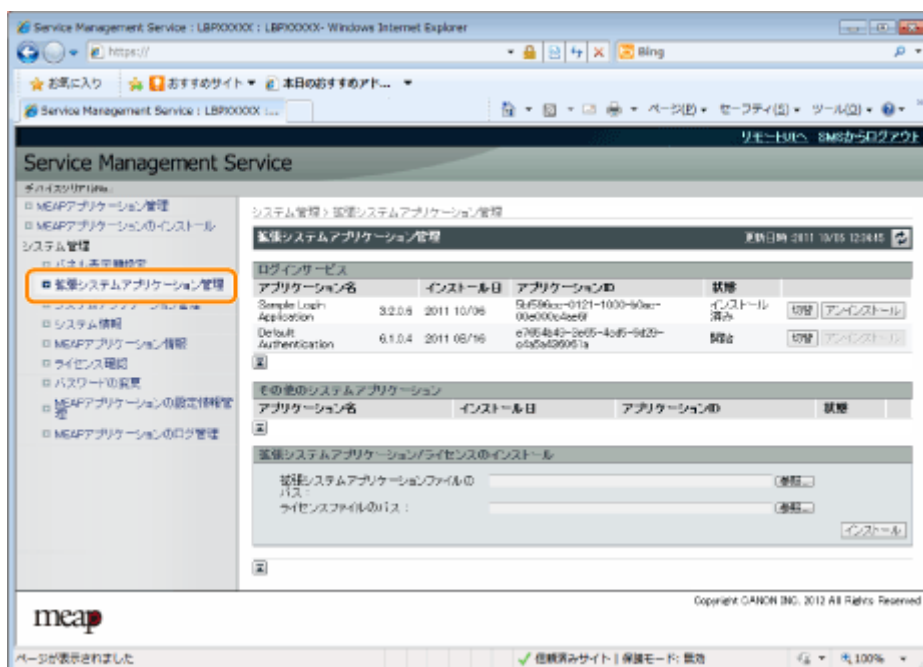 Service Management Service : LBPXXXXX : LBPXXXXX- Windows Internet Explorer
https://
Bing
お気に入り おすすめサイト 本日のおすすめアド...
Service Management Service : LBPXXXXX :...
ページ(P) セーフティ(S) ツール(O)
リモートUIへ SMSからログアウト
Service Management Service
MEAPアプリケーション管理
MEAPアプリケーションのインストール
システム管理
拡張システムアプリケーション管理
システム情報
MEAPアプリケーション情報
ライセンス確認
パスワードの変更
MEAPアプリケーションの設定情報管理
MEAPアプリケーションのログ管理
システム管理 > 拡張システムアプリケーション管理
拡張システムアプリケーション管理 更新日時 :2011 10/15
ログインサービス
アプリケーション名 インストール日 アプリケーションID 状態
Sample Login Application 3.2.0.6 2011 10/06 インストール済み 切替 アンインストール
Default Authentication 6.1.0.4 2011 08/16 開始 切替 アンインストール
その他のシステムアプリケーション
アプリケーション名 インストール日 アプリケーションID 状態
拡張システムアプリケーション/ライセンスのインストール
拡張システムアプリケーションファイルのパス : 参照...
ライセンスファイルのパス : 参照...
インストール
Copyright CANON INC. 2012 All Rights Reserved
meap
ページが表示されました
信頼済みサイト | 保護モード: 無効 100%